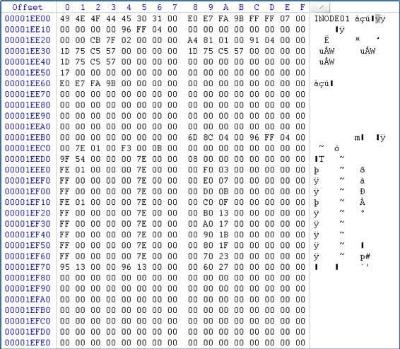 Offset 0 1 2 3 4 5 6 7 8 9 A B C D E F
00001EE00 49 4E 4F 44 45 30 31 00 E0 E7 FA 9B FF FF 07 00 INODE01 àçú ÿÿ
00001EE10 00 00 00 00 96 FF 04 00 00 00 00 00 00 00 00 00 ÿ
00001EE20 00 00 CB 7F 02 00 00 00 A4 81 01 00 91 04 00 00 Ë ¤ '
00001EE30 1D 75 C5 57 00 00 00 00 1D 75 C5 57 00 00 00 00 uÅW uÅW
00001EE40 1D 75 C5 57 00 00 00 00 00 00 00 00 00 00 00 00 uÅW
00001EE50 17 00 00 00 00 00 00 00 00 00 00 00 00 00 00 00
00001EE60 E0 E7 FA 9B 00 00 00 00 00 00 00 00 00 00 00 00 àçú
00001EE70 00 00 00 00 00 00 00 00 00 00 00 00 00 00 00 00
00001EE80 00 00 00 00 00 00 00 00 00 00 00 00 00 00 00 00
00001EE90 00 00 00 00 00 00 00 00 00 00 00 00 00 00 00 00
00001EEA0 00 00 00 00 00 00 00 00 00 00 00 00 00 00 00 00
00001EEB0 00 00 00 00 00 00 00 00 6D 8C 04 00 96 FF 04 00 m ÿ
00001EEC0 00 7E 01 00 F3 00 0B 00 00 00 00 00 00 00 00 00 ~ ó
00001EED0 9F 54 00 00 00 7E 00 00 08 00 00 00 00 00 00 00 T ~
00001EEE0 FE 01 00 00 00 7E 00 00 00 F0 03 00 00 00 00 00 þ ~ ð
00001EEF0 FF 00 00 00 00 7E 00 00 00 E0 07 00 00 00 00 00 ÿ ~ à
00001EF00 FF 00 00 00 00 7E 00 00 00 D0 0B 00 00 00 00 00 ÿ ~ Ð
00001EF10 FE 01 00 00 00 7E 00 00 00 C0 0F 00 00 00 00 00 þ ~ À
00001EF20 FF 00 00 00 00 7E 00 00 00 B0 13 00 00 00 00 00 ÿ ~ °
00001EF30 FF 00 00 00 00 7E 00 00 00 A0 17 00 00 00 00 00 ÿ ~
00001EF40 FF 00 00 00 00 7E 00 00 00 90 1B 00 00 00 00 00 ÿ ~
00001EF50 FF 00 00 00 00 7E 00 00 00 80 1F 00 00 00 00 00 ÿ ~
00001EF60 FF 00 00 00 00 7E 00 00 00 70 23 00 00 00 00 00 ÿ ~ p#
00001EF70 95 13 00 00 96 13 00 00 00 60 27 00 00 00 00 00 `'
00001EF80 00 00 00 00 00 00 00 00 00 00 00 00 00 00 00 00
00001EF90 00 00 00 00 00 00 00 00 00 00 00 00 00 00 00 00
00001EFA0 00 00 00 00 00 00 00 00 00 00 00 00 00 00 00 00
00001EFB0 00 00 00 00 00 00 00 00 00 00 00 00 00 00 00 00
00001EFC0 00 00 00 00 00 00 00 00 00 00 00 00 00 00 00 00
00001EFD0 00 00 00 00 00 00 00 00 00 00 00 00 00 00 00 00
00001EFE0 00 00 00 00 00 00 00 00 00 00 00 00 00 00 00 00